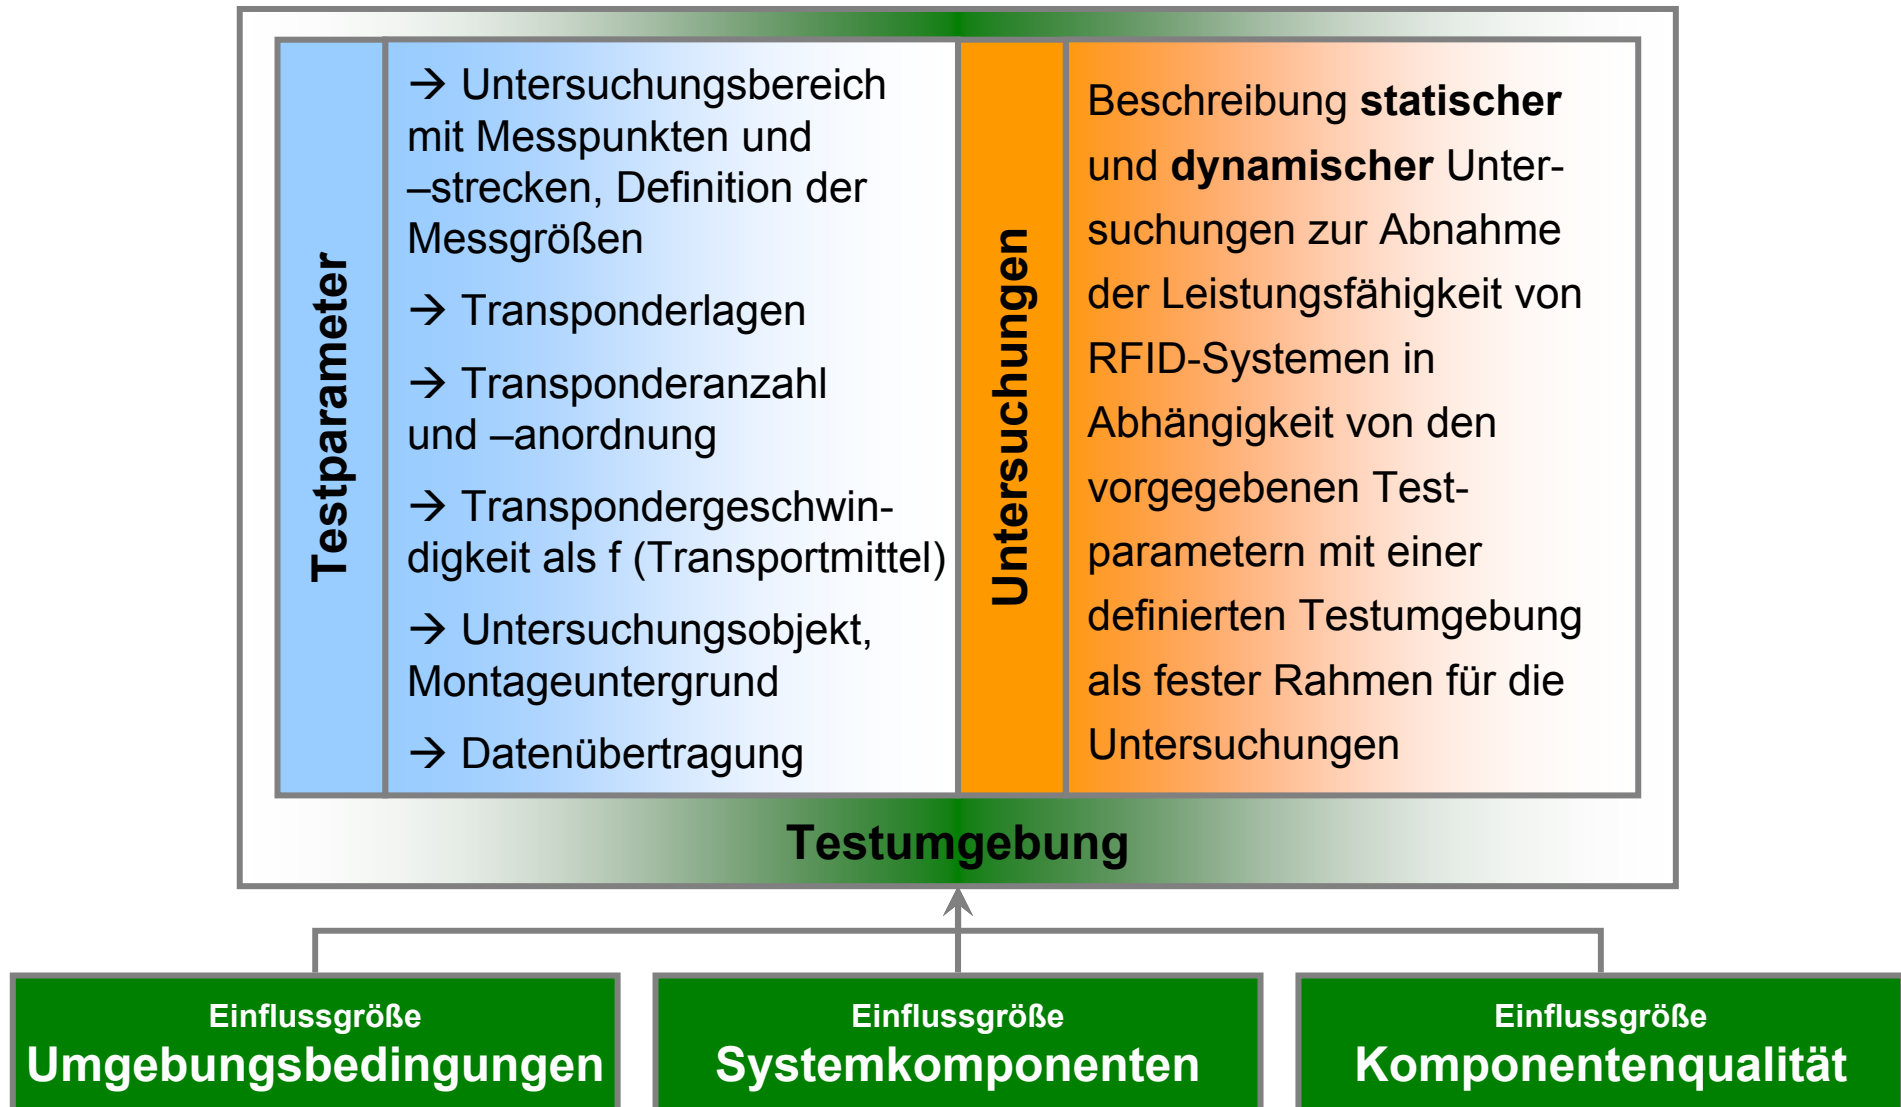 Testparameter
→ Untersuchungsbereich
mit Messpunkten und
–strecken, Definition der
Messgrößen
→ Transponderlagen
→ Transponderanzahl
und –anordnung
→ Transpondergeschwin-
digkeit als f (Transportmittel)
→ Untersuchungsobjekt,
Montageuntergrund
→ Datenübertragung
Untersuchungen
Beschreibung statischer
und dynamischer Unter-
suchungen zur Abnahme
der Leistungsfähigkeit von
RFID-Systemen in
Abhängigkeit von den
vorgegebenen Test-
parametern mit einer
definierten Testumgebung
als fester Rahmen für die
Untersuchungen
Testumgebung
Einflussgröße
Umgebungsbedingungen
Einflussgröße
Systemkomponenten
Einflussgröße
Komponentenqualität